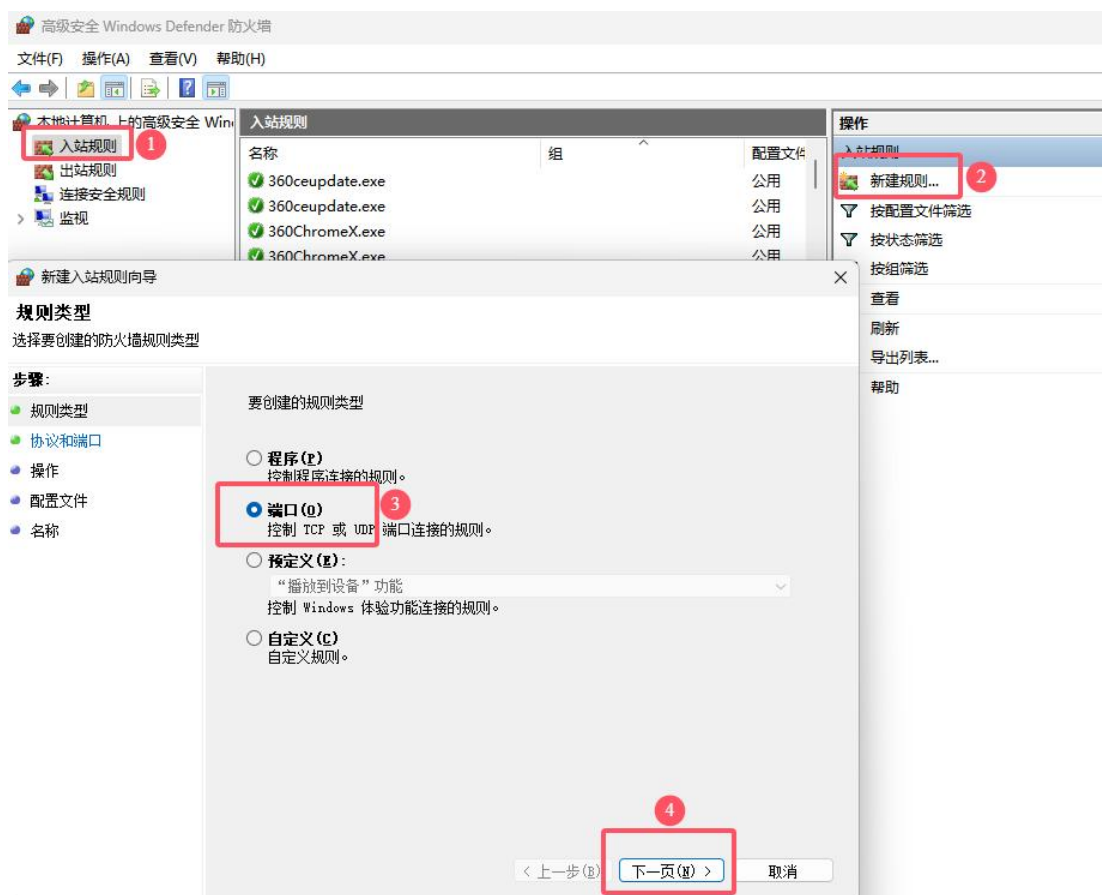 高级安全 Windows Defender 防火墙
文件(F) 操作(A) 查看(V) 帮助(H)
本地计算机 上的高级安全 Win
入站规则
1
出站规则
连接安全规则
监视
入站规则
名称 组 配置文件
360ceupdate.exe 公用
360ceupdate.exe 公用
360ChromeX.exe 公用
360ChromeX.exe 公用
操作
入站规则
新建规则...
2
按配置文件筛选
按状态筛选
按组筛选
查看
刷新
导出列表...
帮助
新建入站规则向导
规则类型
选择要创建的防火墙规则类型
步骤:
规则类型
协议和端口
操作
配置文件
名称
要创建的规则类型
程序(P)
控制程序连接的规则。
端口(O)
3
控制 TCP 或 UDP 端口连接的规则。
预定义(E):
“播放到设备”功能
控制 Windows 体验功能连接的规则。
自定义(C)
自定义规则。
4
< 上一步(B) 下一页(N) > 取消